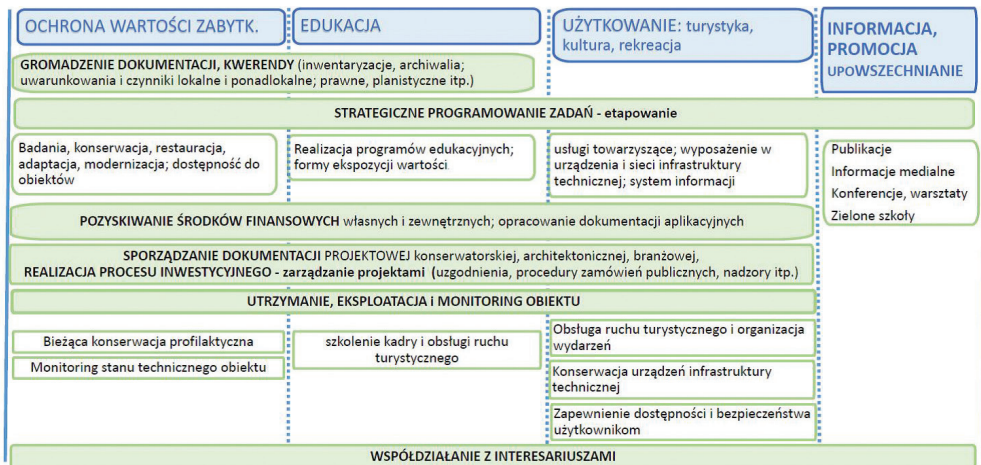 OCHRONA WARTOŚCI ZABYTK.
EDUKACJA
UŻYTKOWANIE: turystyka,
kultura, rekreacja
INFORMACJA,
PROMOCJA
UPOWSZECHNIANIE
GROMADZENIE DOKUMENTACJI, KWERENDY (inwentaryzacje, archiwalia;
uwarunkowania i czynniki lokalne i ponadlokalne; prawne, planistyczne itp.)
STRATEGICZNE PROGRAMOWANIE ZADAŃ - etapowanie
Badania, konserwacja, restauracja,
adaptacja, modernizacja; dostępność do
obiektów
Realizacja programów edukacyjnych;
formy ekspozycji wartości
usługi towarzyszące; wyposażenie w
urządzenia i sieci infrastruktury
technicznej; system informacji
Publikacje
Informacje medialne
Konferencje, warsztaty
Zielone szkoły
POZYSKIWANIE ŚRODKÓW FINANSOWYCH własnych i zewnętrznych; opracowanie dokumentacji aplikacyjnych
SPORZĄDZANIE DOKUMENTACJI PROJEKTOWEJ konserwatorskiej, architektonicznej, branżowej,
REALIZACJA PROCESU INWESTYCYJNEGO - zarządzanie projektami (uzgodnienia, procedury zamówień publicznych, nadzory itp.)
UTRZYMANIE, EKSPLOATACJA i MONITORING OBIEKTU
Bieżąca konserwacja profilaktyczna
Monitoring stanu technicznego obiektu
szkolenie kadry i obsługi ruchu
turystycznego
Obsługa ruchu turystycznego i organizacja
wydarzeń
Konserwacja urządzeń infrastruktury
technicznej
Zapewnienie dostępności i bezpieczeństwa
użytkownikom
WSPÓŁDZIAŁANIE Z INTERESARIUSZAMI